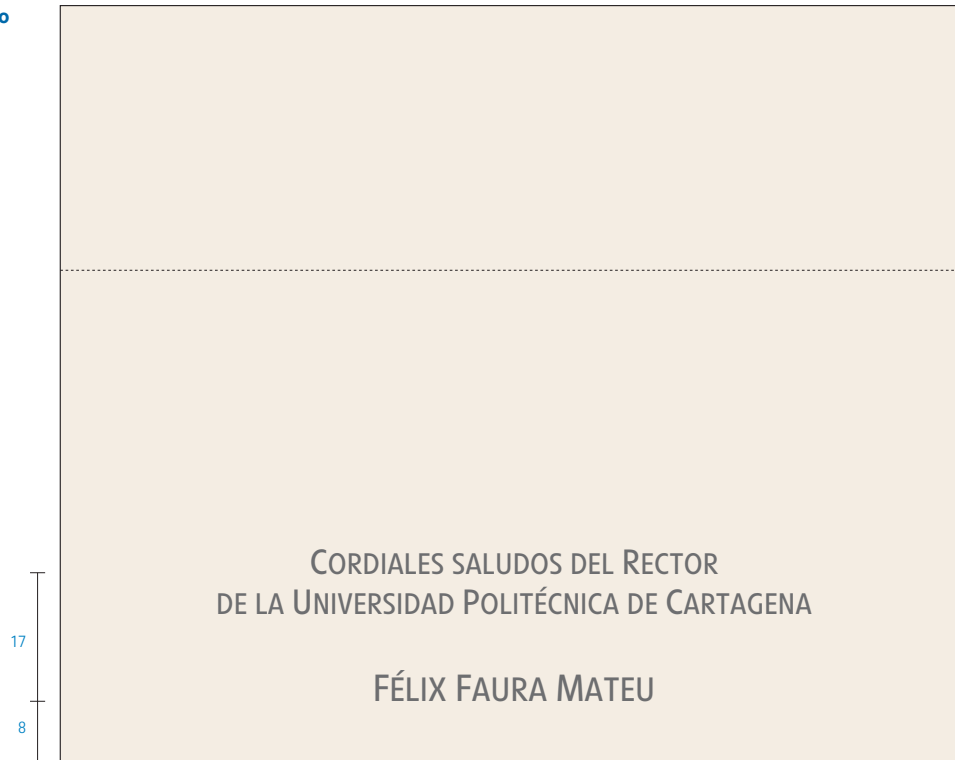 o
CORDIALES SALUDOS DEL RECTOR
DE LA UNIVERSIDAD POLITÉCNICA DE CARTAGENA
17
FÉLIX FAURA MATEU
8